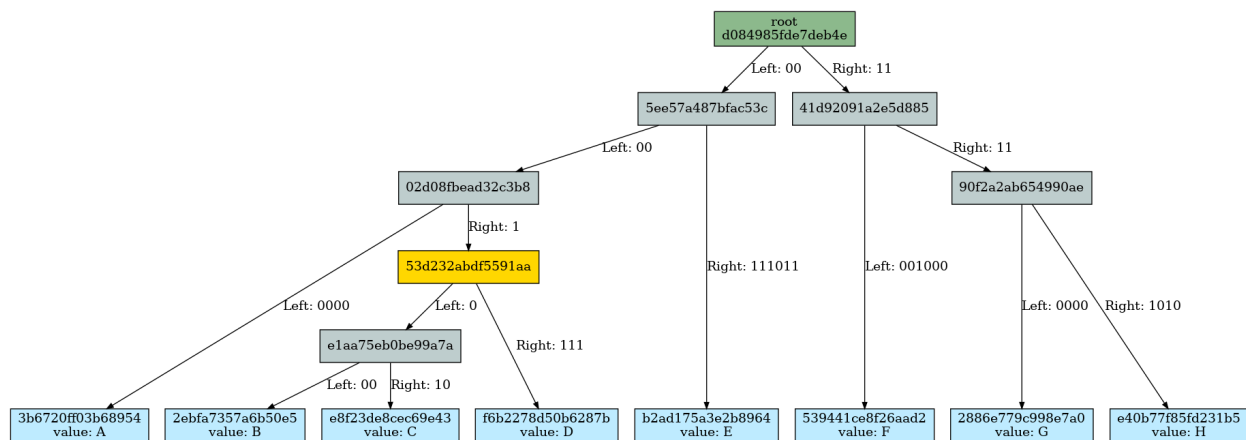 root
d084985fde7deb4e
Left: 00
Right: 11
5ee57a487bfac53c
41d92091a2e5d885
Left: 00
Right: 11
02d08fbead32c3b8
90f2a2ab654990ae
Right: 1
53d232abdf5591aa
Right: 111011
Left: 001000
Left: 0000
Left: 0
Left: 0000
Right: 1010
e1aa75eb0be99a7a
Right: 111
Left: 00
Right: 10
3b6720ff03b68954
value: A
2ebfa7357a6b50e5
value: B
e8f23de8cec69e43
value: C
f6b2278d50b6287b
value: D
b2ad175a3e2b8964
value: E
539441ce8f26aad2
value: F
2886e779c998e7a0
value: G
e40b77f85fd231b5
value: H